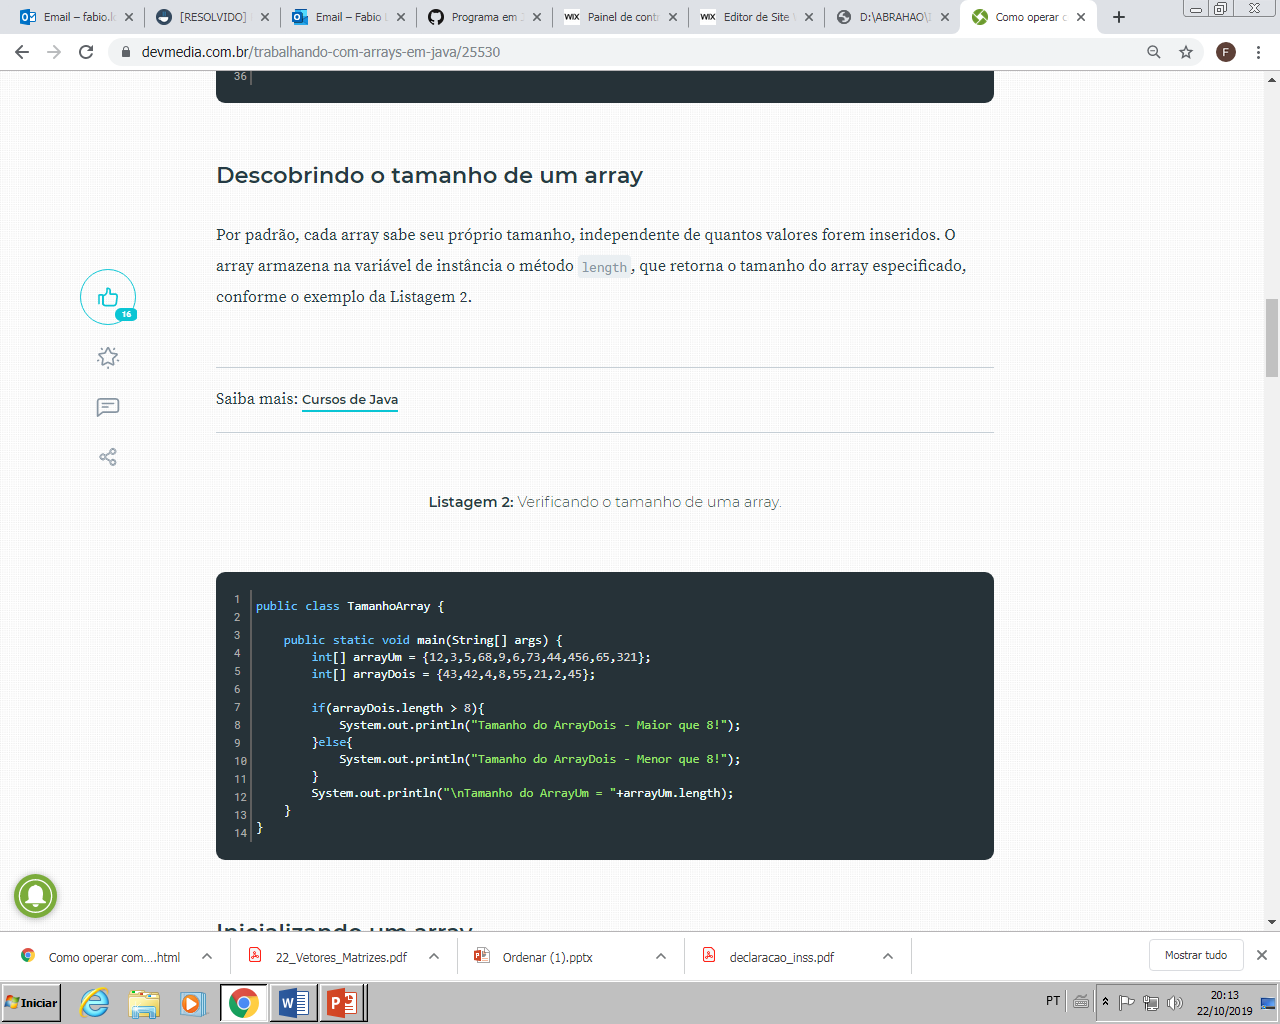 Email – fabio.l
[RESOLVIDO]
Email – Fabio L
Programa em J
WIX Painel de contr
WIX Editor de Site W
D:\ABRAHAO\I
Como operar c
devmedia.com.br/trabalhando-com-arrays-em-java/25530
F
36
Descobrindo o tamanho de um array
Por padrão, cada array sabe seu próprio tamanho, independente de quantos valores forem inseridos. O
array armazena na variável de instância o método length, que retorna o tamanho do array especificado,
conforme o exemplo da Listagem 2.
16
Saiba mais: Cursos de Java
Listagem 2: Verificando o tamanho de uma array.
1 public class TamanhoArray {
2
3     public static void main(String[] args) {
4         int[] arrayUm = {12,3,5,68,9,6,73,44,456,65,321};
5         int[] arrayDois = {43,42,4,8,55,21,2,45};
6
7         if(arrayDois.length > 8){
8             System.out.println("Tamanho do ArrayDois - Maior que 8!");
9         }else{
10             System.out.println("Tamanho do ArrayDois - Menor que 8!");
11         }
12         System.out.println("\nTamanho do ArrayUm = "+arrayUm.length);
13     }
14 }
Inicializando um array
Como operar com....html
22_Vetores_Matrizes.pdf
Ordenar (1).pptx
declaracao_inss.pdf
Mostrar tudo
Iniciar
PT
20:13
22/10/2019